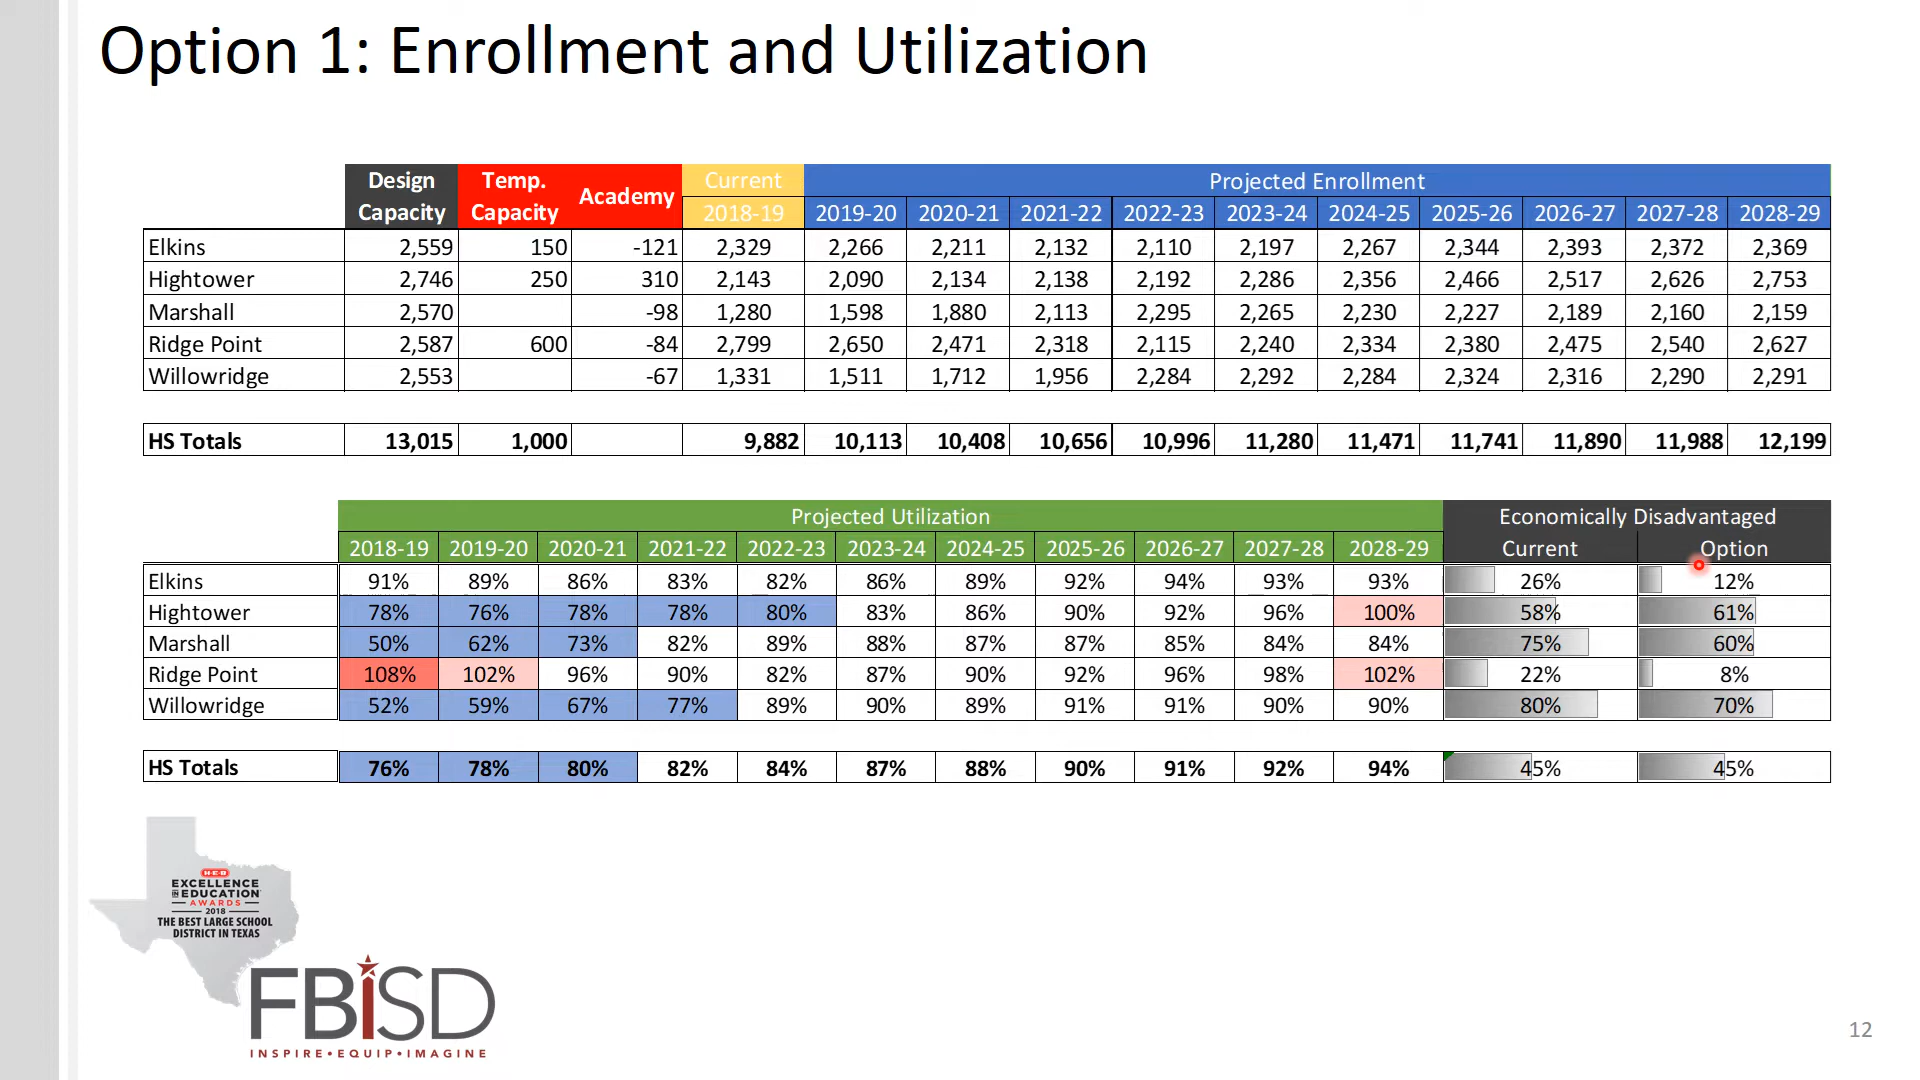 Option 1: Enrollment and Utilization
Design Capacity Temp. Capacity Academy Current 2018-19 Projected Enrollment
2019-20 2020-21 2021-22 2022-23 2023-24 2024-25 2025-26 2026-27 2027-28 2028-29
Elkins 2,559 150 -121 2,329 2,266 2,211 2,132 2,110 2,197 2,267 2,344 2,393 2,372 2,369
Hightower 2,746 250 310 2,143 2,090 2,134 2,138 2,192 2,286 2,356 2,466 2,517 2,626 2,753
Marshall 2,570 -98 1,280 1,598 1,880 2,113 2,295 2,265 2,230 2,227 2,189 2,160 2,159
Ridge Point 2,587 600 -84 2,799 2,650 2,471 2,318 2,115 2,240 2,334 2,380 2,475 2,540 2,627
Willowridge 2,553 -67 1,331 1,511 1,712 1,956 2,284 2,292 2,284 2,324 2,316 2,290 2,291
HS Totals 13,015 1,000 9,882 10,113 10,408 10,656 10,996 11,280 11,471 11,741 11,890 11,988 12,199
Projected Utilization Economically Disadvantaged
2018-19 2019-20 2020-21 2021-22 2022-23 2023-24 2024-25 2025-26 2026-27 2027-28 2028-29 Current Option
Elkins 91% 89% 86% 83% 82% 86% 89% 92% 94% 93% 93% 26% 12%
Hightower 78% 76% 78% 78% 80% 83% 86% 90% 92% 96% 100% 58% 61%
Marshall 50% 62% 73% 82% 89% 88% 87% 87% 85% 84% 84% 75% 60%
Ridge Point 108% 102% 96% 90% 82% 87% 90% 92% 96% 98% 102% 22% 8%
Willowridge 52% 59% 67% 77% 89% 90% 89% 91% 91% 90% 90% 80% 70%
HS Totals 76% 78% 80% 82% 84% 87% 88% 90% 91% 92% 94% 45% 45%
H-E-B
EXCELLENCE
IN EDUCATION
AWARDS
2018
THE BEST LARGE SCHOOL
DISTRICT IN TEXAS
FBiSD
INSPIRE•EQUIP•IMAGINE
12